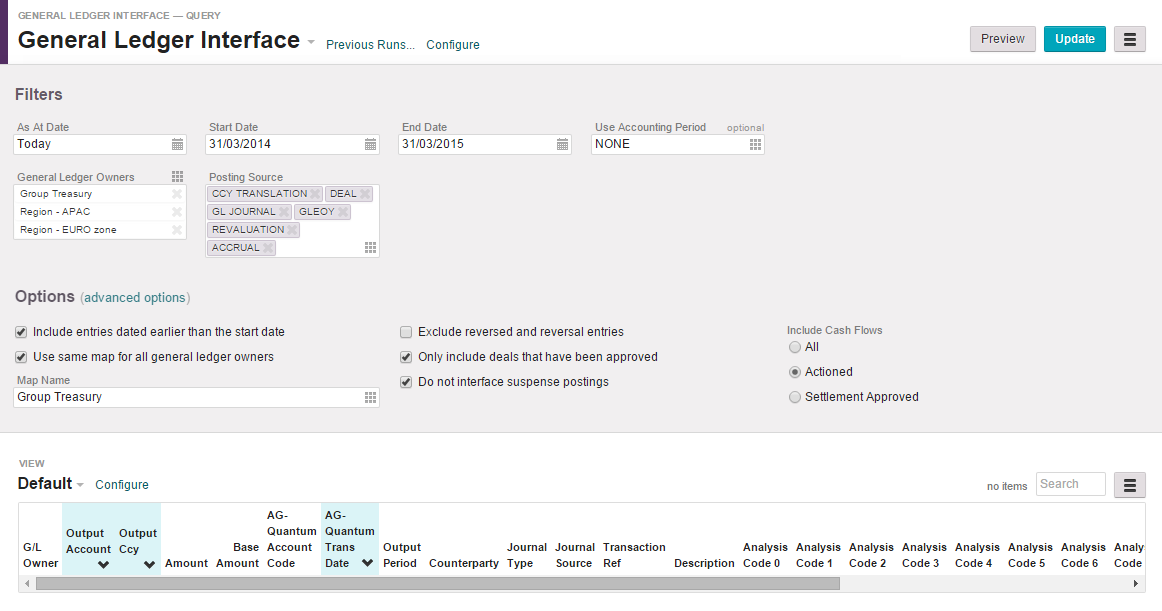 GENERAL LEDGER INTERFACE — QUERY
General Ledger Interface Previous Runs... Configure Preview Update
Filters
As At Date Start Date End Date Use Accounting Period optional
Today 31/03/2014 31/03/2015 NONE
General Ledger Owners Posting Source
Group Treasury CCY TRANSLATION DEAL
Region - APAC GL JOURNAL GLEOY
Region - EURO zone REVALUATION
ACCRUAL
Options (advanced options)
Include entries dated earlier than the start date Exclude reversed and reversal entries Include Cash Flows
All
Use same map for all general ledger owners Only include deals that have been approved Actioned
Map Name Do not interface suspense postings
Group Treasury Settlement Approved
VIEW
Default Configure no items Search
AG- AG-
Output Output Quantum Quantum
Account Ccy Account Trans
G/L Base Output Journal Journal Transaction Analysis Analysis Analysis Analysis Analysis Analysis Analysis Analy
Owner Amount Amount Code Date Period Counterparty Type Source Ref Description Code 0 Code 1 Code 2 Code 3 Code 4 Code 5 Code 6 Code